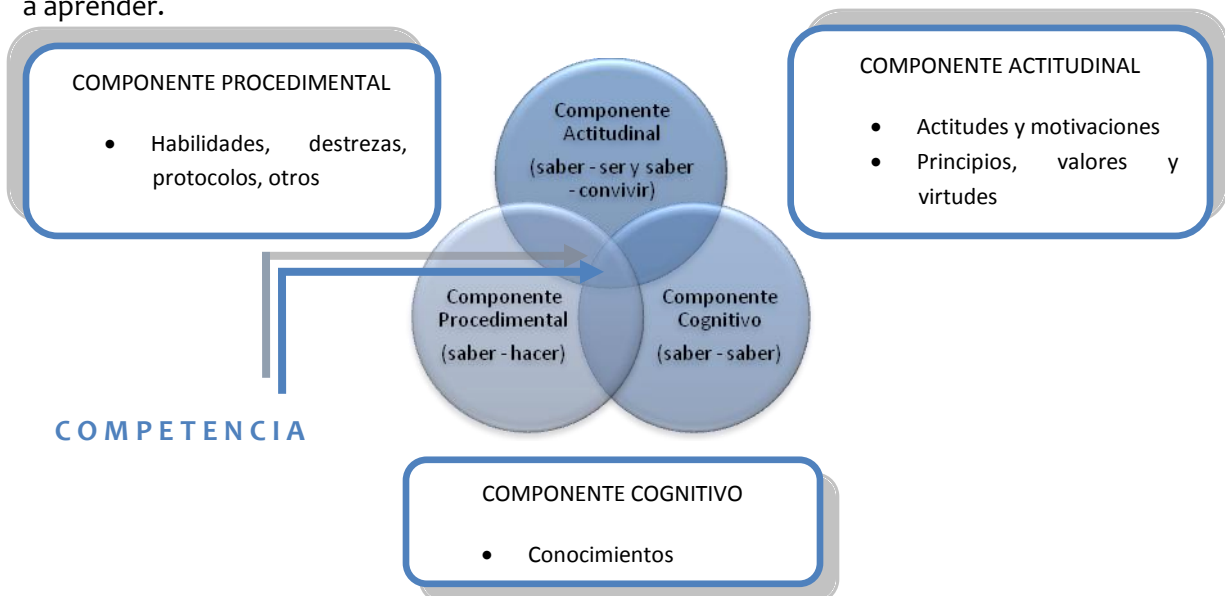 a aprender.
COMPONENTE PROCEDIMENTAL
• Habilidades, destrezas,
protocolos, otros
COMPONENTE ACTITUDINAL
• Actitudes y motivaciones
• Principios, valores y
virtudes
Componente
Actitudinal
(saber - ser y saber
- convivir)
Componente
Procedimental
(saber - hacer)
Componente
Cognitivo
(saber - saber)
COMPETENCIA
COMPONENTE COGNITIVO
• Conocimientos